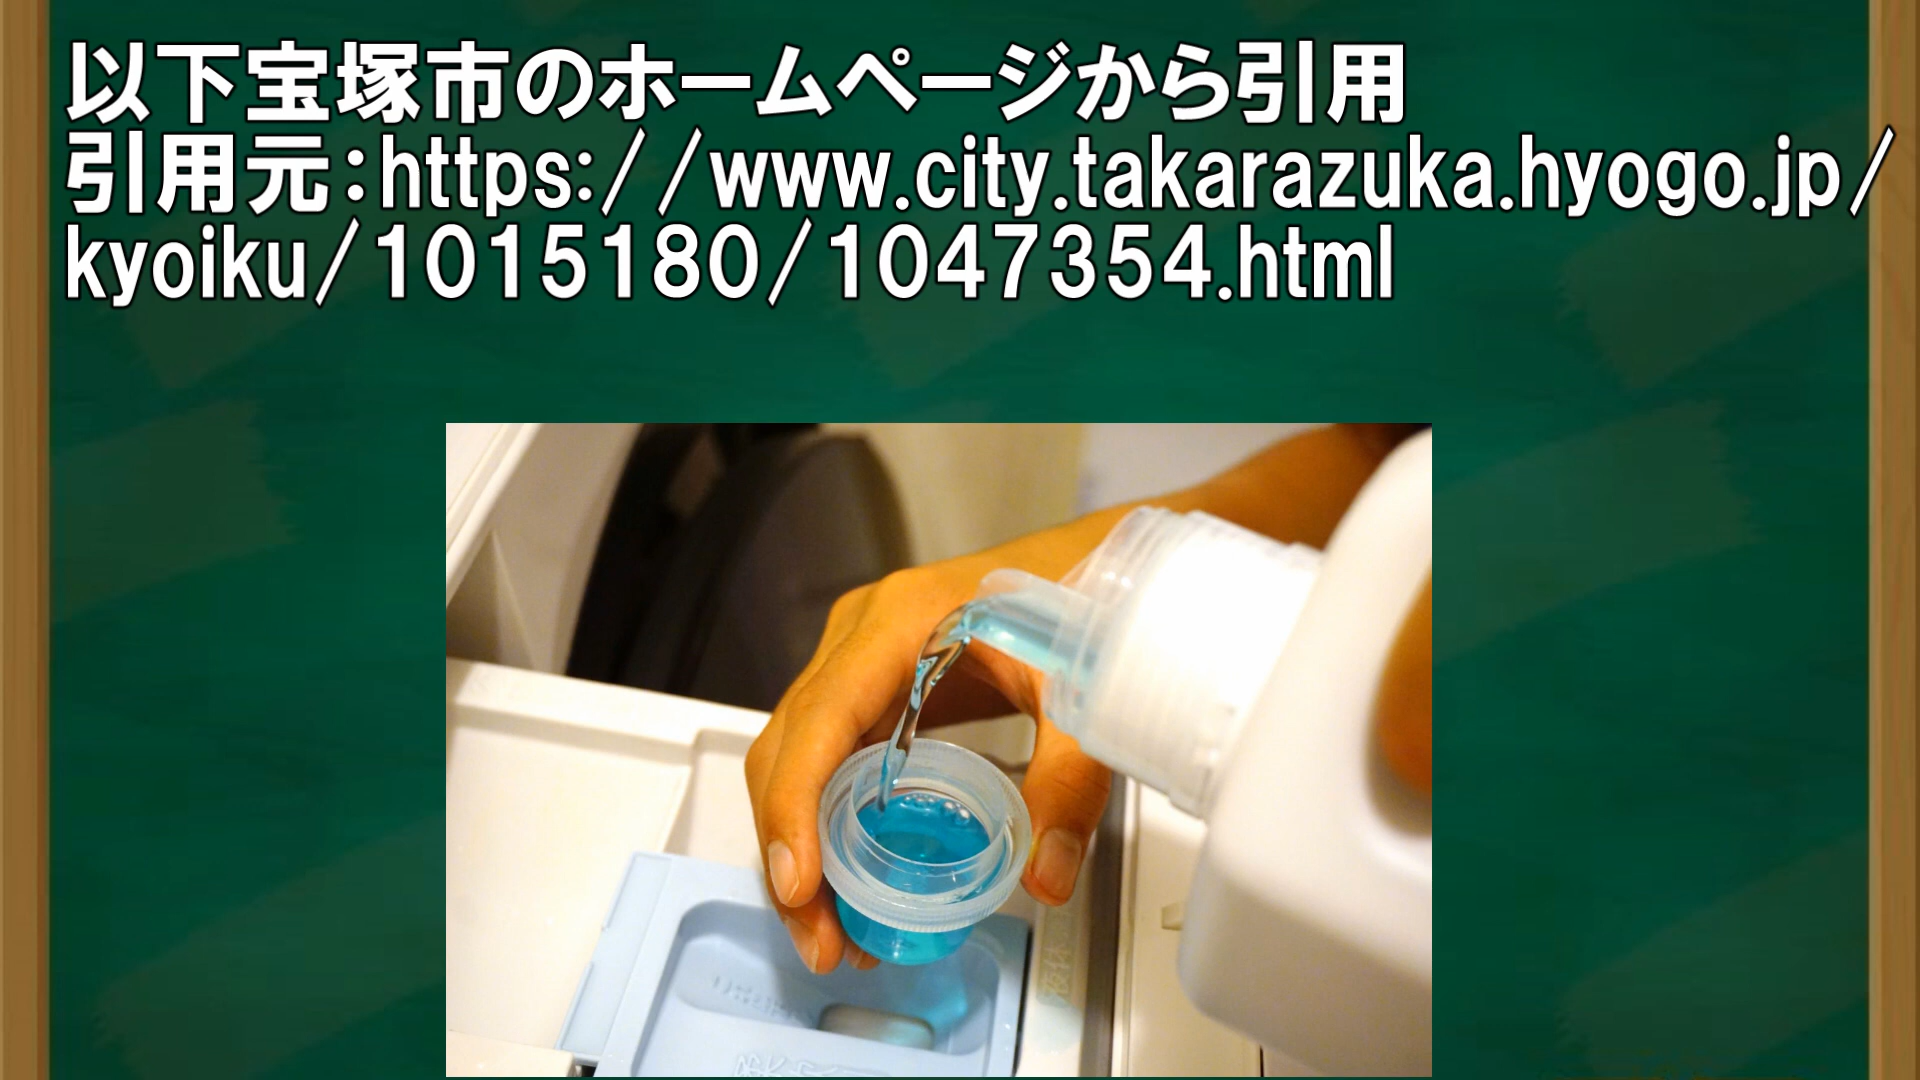 以下宝塚市のホームページから引用
引用元:https://www.city.takarazuka.hyogo.jp/
kyoiku/1015180/1047354.html